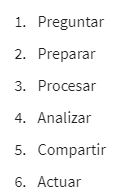 1. Preguntar
2. Preparar
3. Procesar
4. Analizar
5. Compartir
6. Actuar